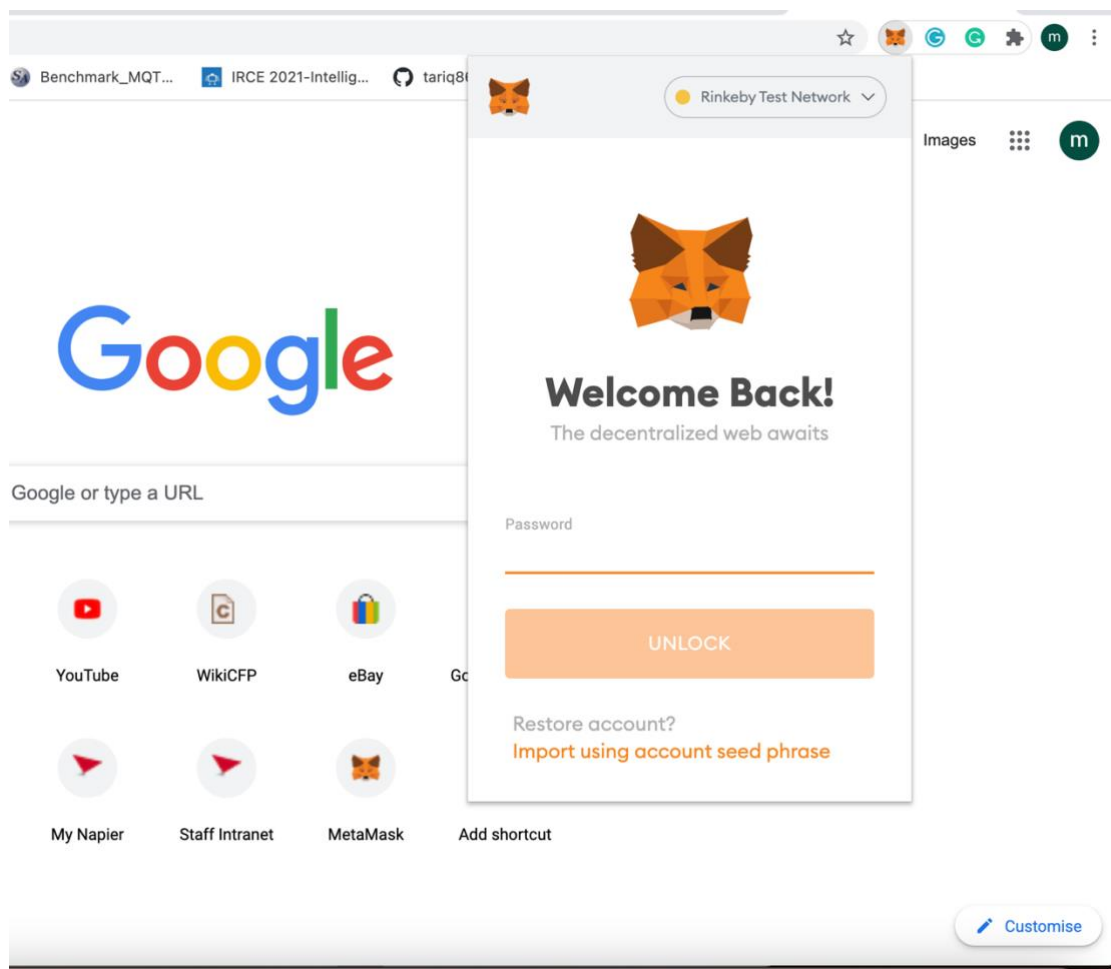 m
Benchmark_MQT... IRCE 2021-Intellig... tariq86
Rinkeby Test Network
Images m
Google
Welcome Back!
The decentralized web awaits
Google or type a URL
Password
UNLOCK
YouTube WikiCFP eBay Go
Restore account?
Import using account seed phrase
My Napier Staff Intranet MetaMask Add shortcut
Customise